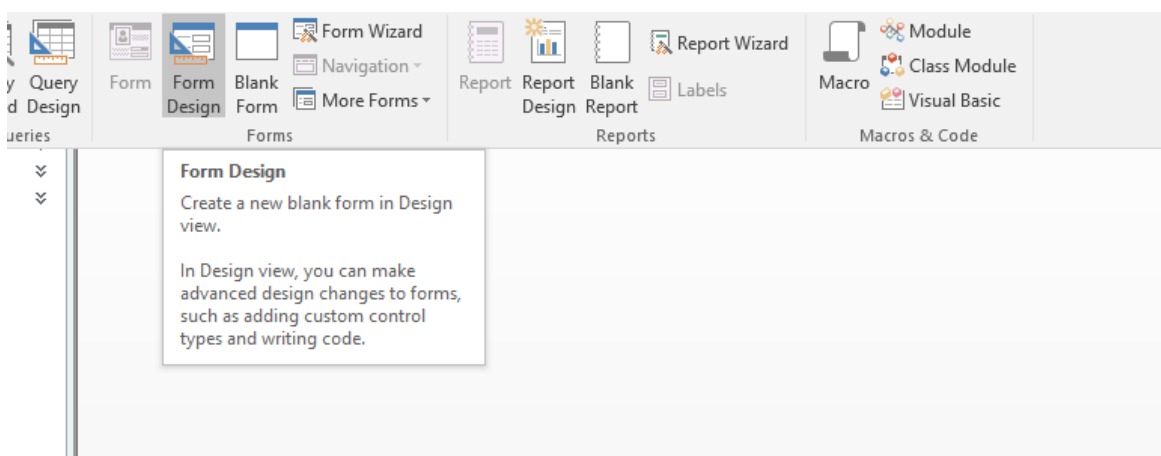 Query
Design
Form
Form
Design
Blank
Form
Form Wizard
Navigation
More Forms
Forms
Report
Report
Design
Blank
Report
Report Wizard
Labels
Reports
Macro
Module
Class Module
Visual Basic
Macros & Code
Form Design
Create a new blank form in Design
view.
In Design view, you can make
advanced design changes to forms,
such as adding custom control
types and writing code.